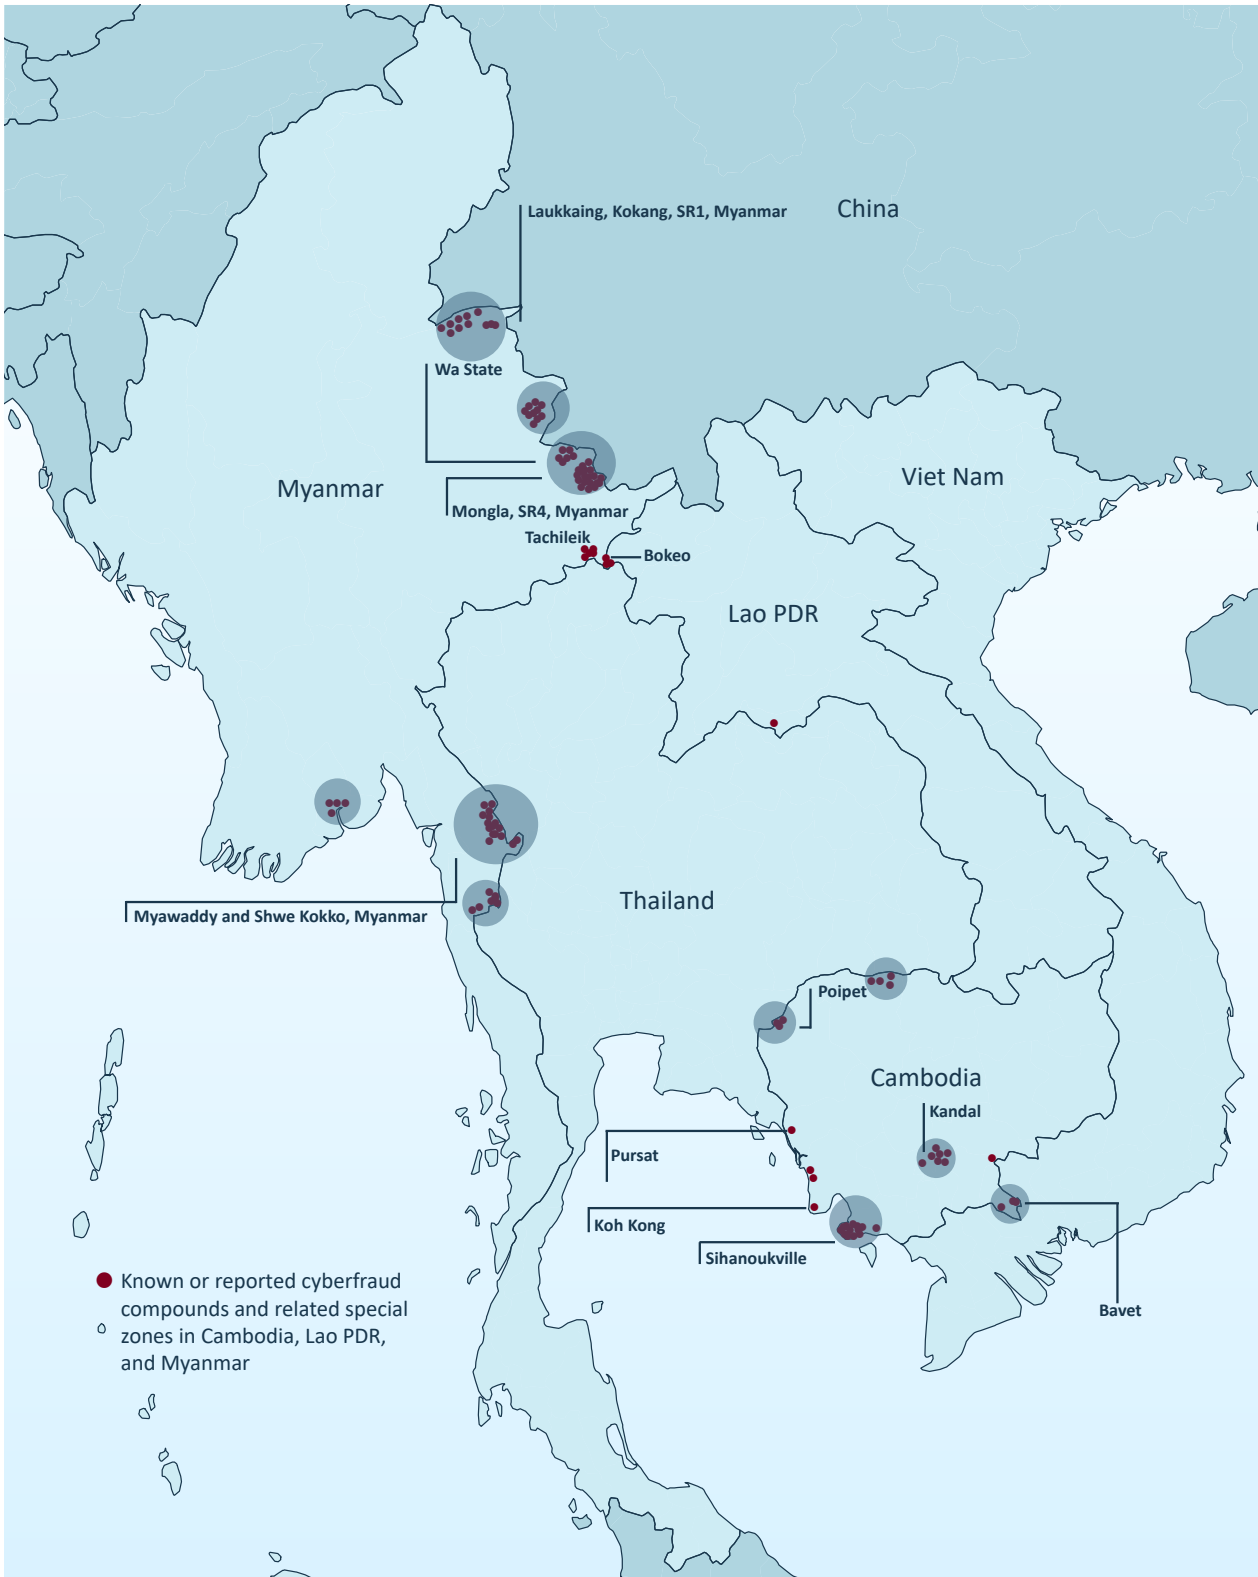 Laukkaing, Kokang, SR1, Myanmar
China
Wa State
Myanmar
Viet Nam
Mongla, SR4, Myanmar
Tachileik
Bokeo
Lao PDR
Thailand
Myawaddy and Shwe Kokko, Myanmar
Poipet
Cambodia
Kandal
Pursat
Koh Kong
Sihanoukville
Bavet
Known or reported cyberfraud
compounds and related special
zones in Cambodia, Lao PDR,
and Myanmar